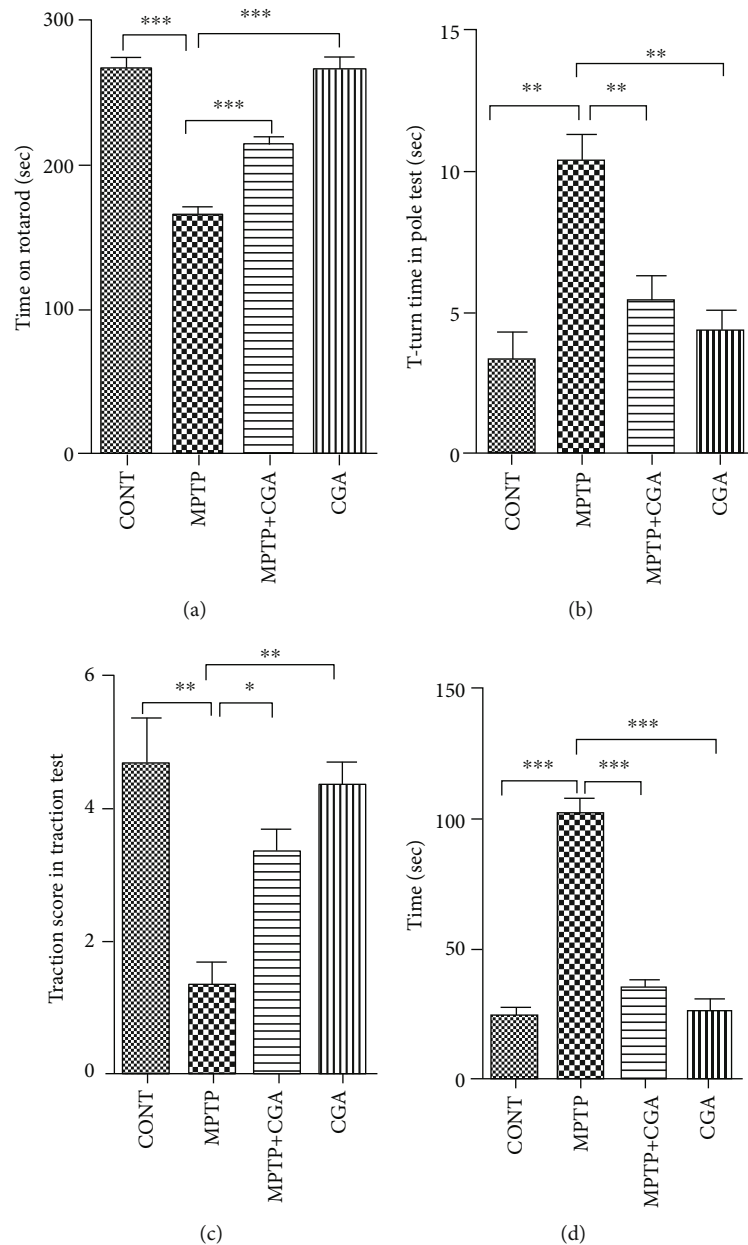 300
200
100
0
Time on rotarod (sec)
***
***
***
CONT
MPTP
MPTP+CGA
CGA
(a)
15
10
5
0
T-turn time in pole test (sec)
**
**
**
CONT
MPTP
MPTP+CGA
CGA
(b)
6
4
2
0
Traction score in traction test
**
**
*
CONT
MPTP
MPTP+CGA
CGA
(c)
150
100
50
0
Time (sec)
***
***
***
CONT
MPTP
MPTP+CGA
CGA
(d)